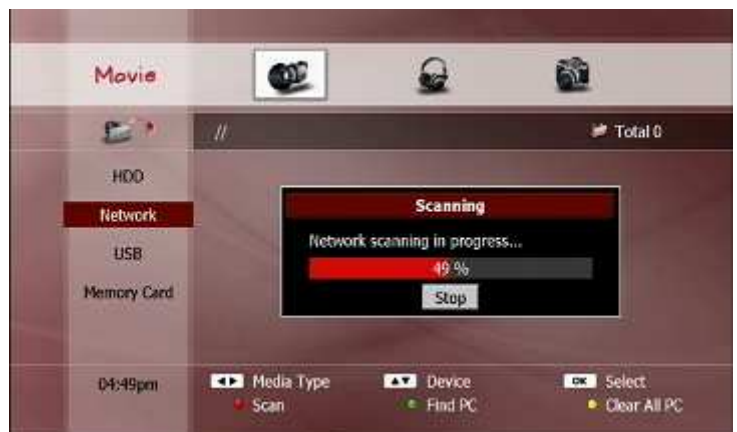 Movie
// Total 0
HDD
Network
USB
Memory Card
Scanning
Network scanning in progress...
49 %
Stop
04:49pm
Media Type Device OK Select
Scan Find PC Clear All PC